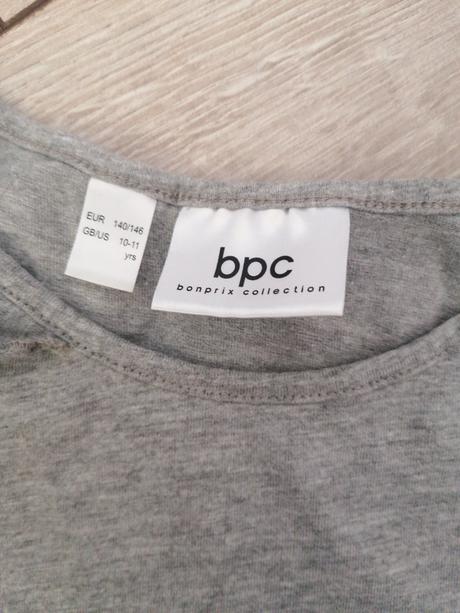 EUR 140/146
GB/US 10-11
yrs
bpc
bonprix collection